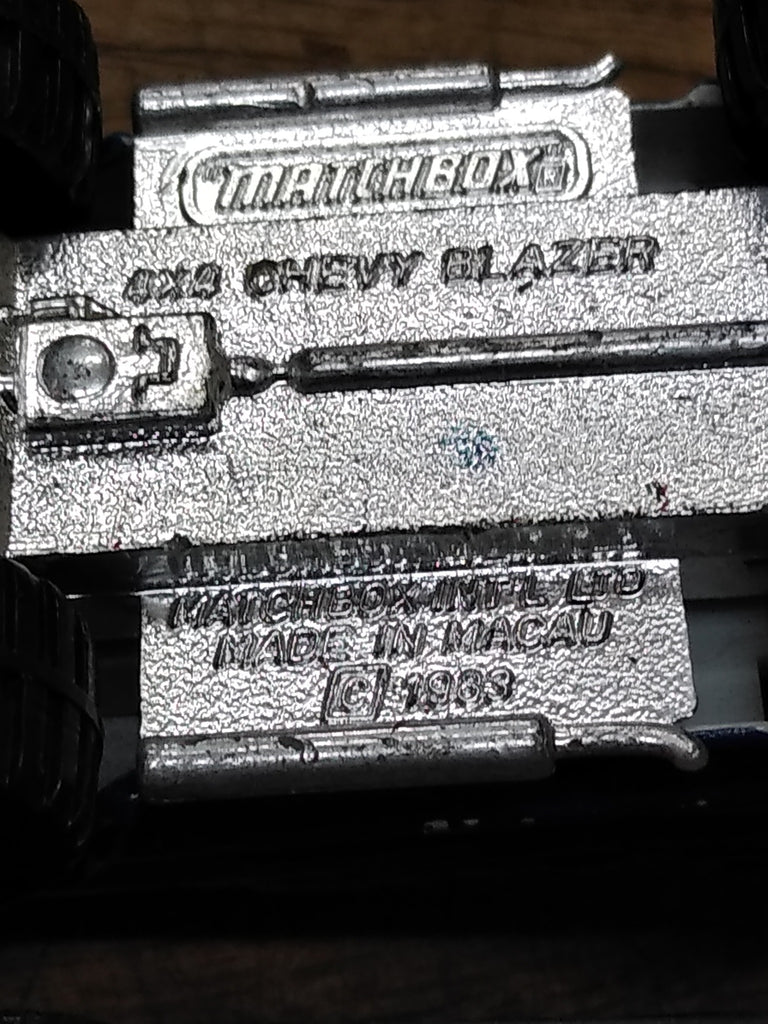 "MATCHBOX"®
4X4 CHEVY BLAZER
MATCHBOX INT'L LTD
MADE IN MACAU
© 1983